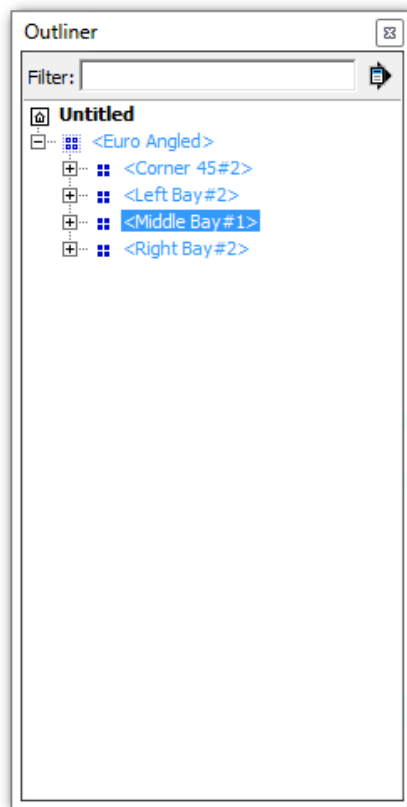 Outliner
Filter:
Untitled
<Euro Angled>
<Corner 45#2>
<Left Bay#2>
<Middle Bay#1>
<Right Bay#2>